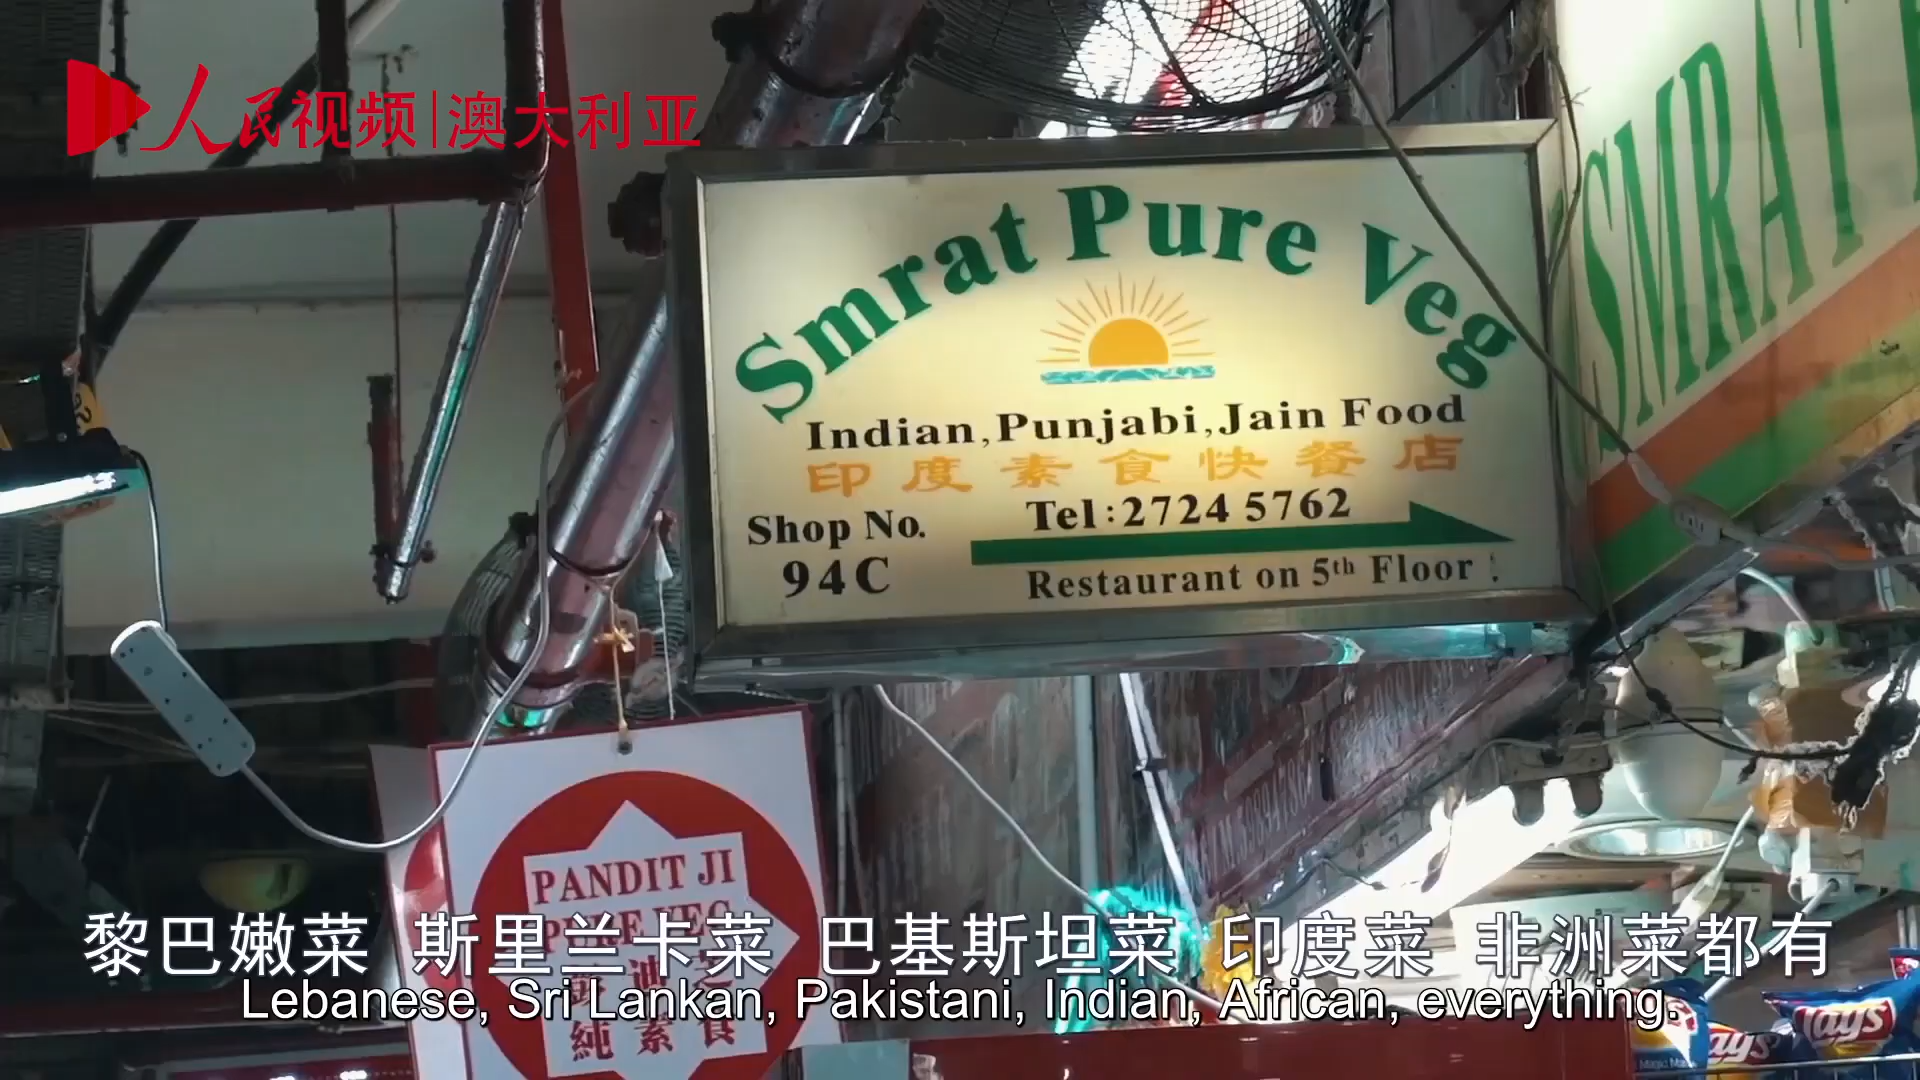 人民视频|澳大利亚
SMRAT
Smrat Pure Veg
Indian,Punjabi,Jain Food
印度素食快餐店
Shop No.
94C
Tel:2724 5762
Restaurant on 5th Floor
PANDIT JI
PURE VEG
純素食
黎巴嫩菜 斯里兰卡菜 巴基斯坦菜 印度菜 非洲菜都有
Lebanese, Sri Lankan, Pakistani, Indian, African, everything.
Lay's
Lays